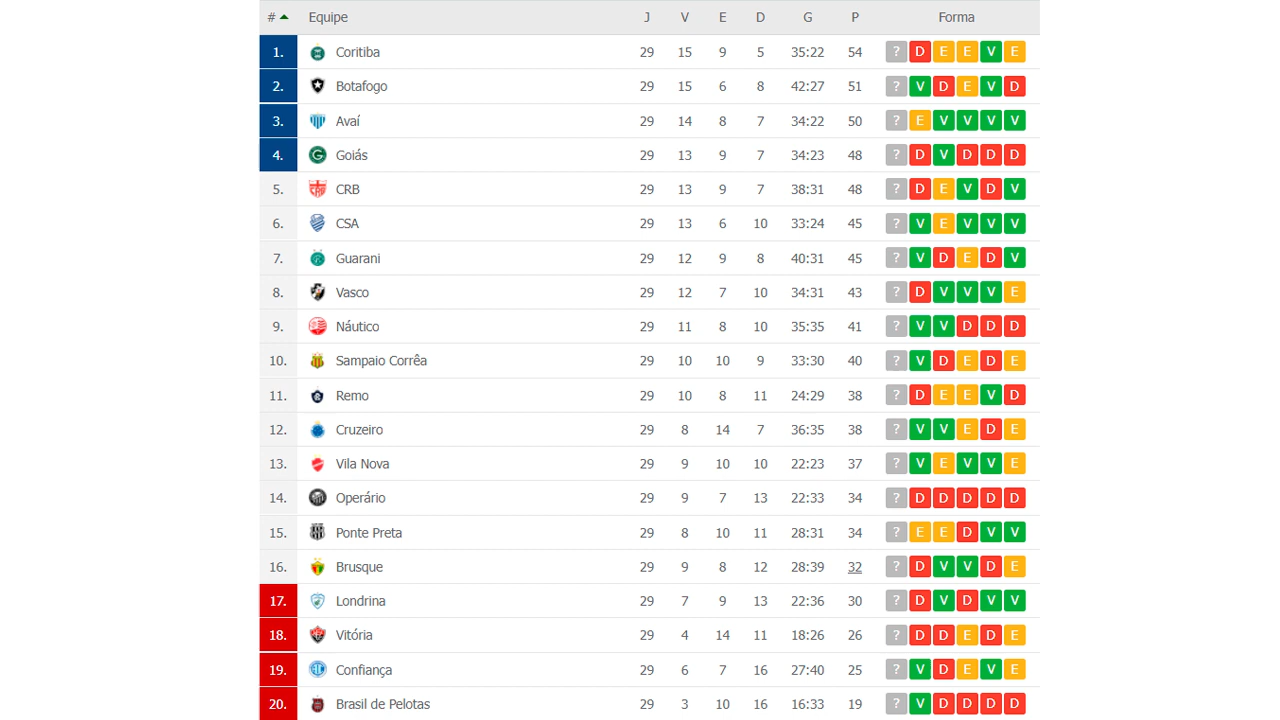 # Equipe J V E D G P Forma
1. Coritiba 29 15 9 5 35:22 54 ? D E E V E
2. Botafogo 29 15 6 8 42:27 51 ? V D E V D
3. Avaí 29 14 8 7 34:22 50 ? E V V V V
4. Goiás 29 13 9 7 34:23 48 ? D V D D D
5. CRB 29 13 9 7 38:31 48 ? D E V D V
6. CSA 29 13 6 10 33:24 45 ? V E V V V
7. Guarani 29 12 9 8 40:31 45 ? V D E D V
8. Vasco 29 12 7 10 34:31 43 ? D V V V E
9. Náutico 29 11 8 10 35:35 41 ? V V D D D
10. Sampaio Corrêa 29 10 10 9 33:30 40 ? V D E D E
11. Remo 29 10 8 11 24:29 38 ? D E E V D
12. Cruzeiro 29 8 14 7 36:35 38 ? V V E D E
13. Vila Nova 29 9 10 10 22:23 37 ? V E V V E
14. Operário 29 9 7 13 22:33 34 ? D D D D D
15. Ponte Preta 29 8 10 11 28:31 34 ? E E D V V
16. Brusque 29 9 8 12 28:39 32 ? D V V D E
17. Londrina 29 7 9 13 22:36 30 ? D V D V V
18. Vitória 29 4 14 11 18:26 26 ? D D E D E
19. Confiança 29 6 7 16 27:40 25 ? V D E V E
20. Brasil de Pelotas 29 3 10 16 16:33 19 ? V D D D D